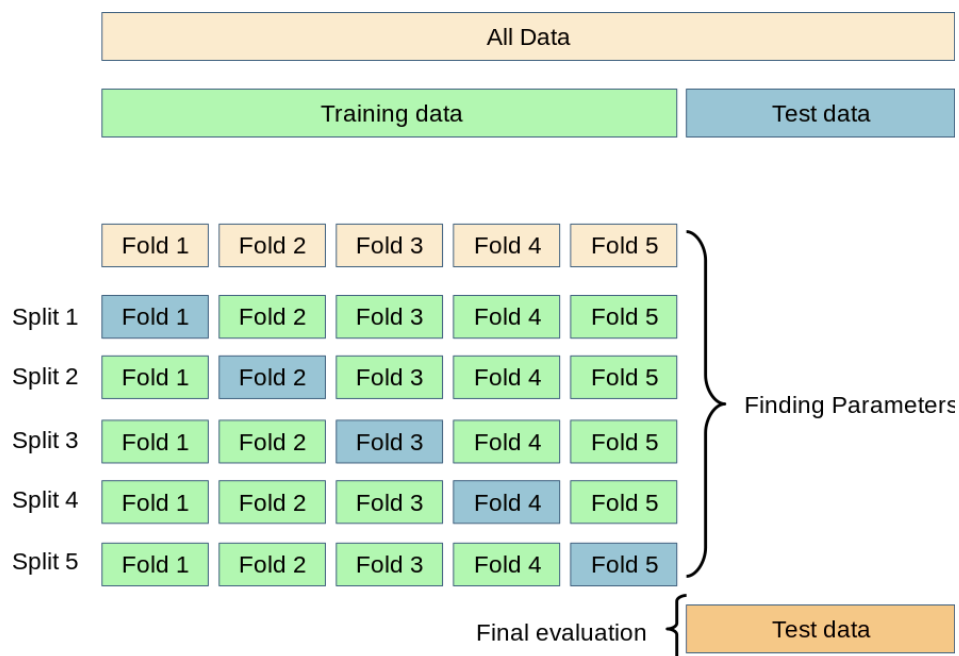 All Data
Training data Test data
Fold 1 Fold 2 Fold 3 Fold 4 Fold 5
Split 1 Fold 1 Fold 2 Fold 3 Fold 4 Fold 5
Split 2 Fold 1 Fold 2 Fold 3 Fold 4 Fold 5
Split 3 Fold 1 Fold 2 Fold 3 Fold 4 Fold 5
Finding Parameters
Split 4 Fold 1 Fold 2 Fold 3 Fold 4 Fold 5
Split 5 Fold 1 Fold 2 Fold 3 Fold 4 Fold 5
Final evaluation Test data